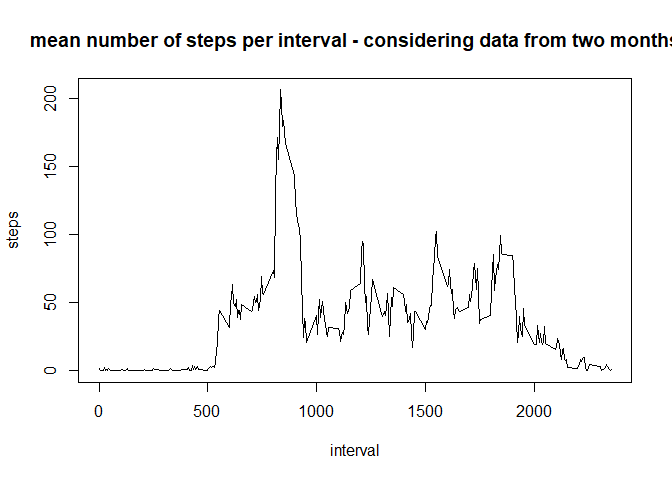 mean number of steps per interval - considering data from two months
steps
200
150
100
50
0
0 500 1000 1500 2000
interval